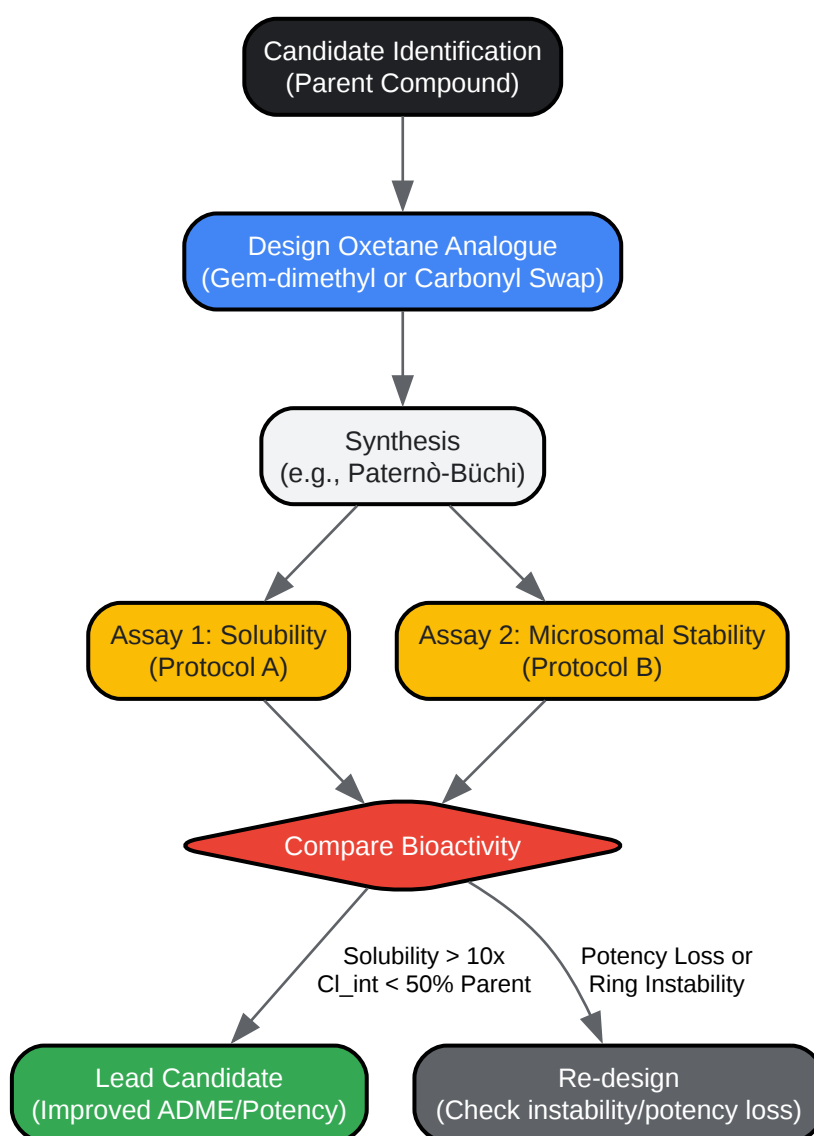 Candidate Identification
(Parent Compound)
Design Oxetane Analogue
(Gem-dimethyl or Carbonyl Swap)
Synthesis
(e.g., Paternò-Büchi)
Assay 1: Solubility
(Protocol A)
Assay 2: Microsomal Stability
(Protocol B)
Compare Bioactivity
Solubility > 10x
Cl_int < 50% Parent
Potency Loss or
Ring Instability
Lead Candidate
(Improved ADME/Potency)
Re-design
(Check instability/potency loss)